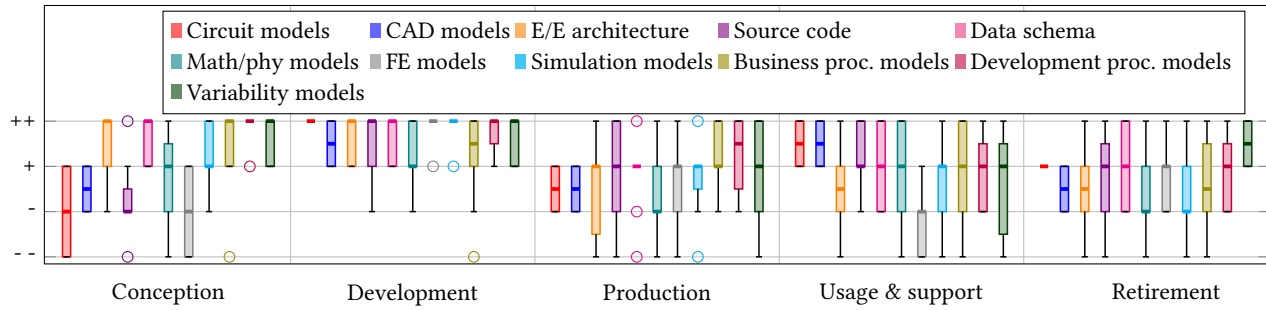 Circuit models CAD models E/E architecture Source code Data schema
Math/phy models FE models Simulation models Business proc. models Development proc. models
Variability models
++
+
-
--
Conception Development Production Usage & support Retirement